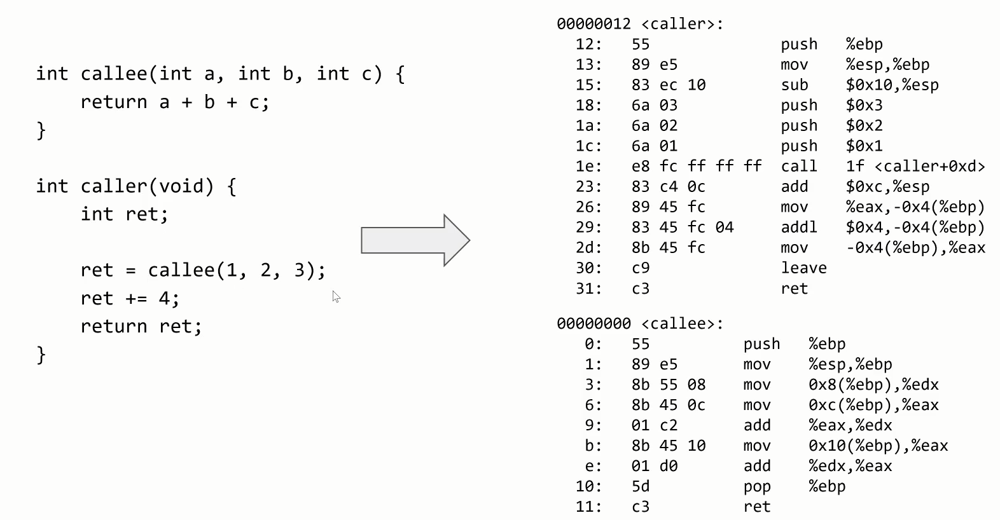 int callee(int a, int b, int c) {
    return a + b + c;
}
int caller(void) {
    int ret;
    ret = callee(1, 2, 3);
    ret += 4;
    return ret;
}
00000012 <caller>:
  12:   55              push   %ebp
  13:   89 e5           mov    %esp,%ebp
  15:   83 ec 10        sub    $0x10,%esp
  18:   6a 03           push   $0x3
  1a:   6a 02           push   $0x2
  1c:   6a 01           push   $0x1
  1e:   e8 fc ff ff ff  call   1f <caller+0xd>
  23:   83 c4 0c        add    $0xc,%esp
  26:   89 45 fc        mov    %eax,-0x4(%ebp)
  29:   83 45 fc 04     addl   $0x4,-0x4(%ebp)
  2d:   8b 45 fc        mov    -0x4(%ebp),%eax
  30:   c9              leave
  31:   c3              ret
00000000 <callee>:
   0:   55          push   %ebp
   1:   89 e5       mov    %esp,%ebp
   3:   8b 55 08    mov    0x8(%ebp),%edx
   6:   8b 45 0c    mov    0xc(%ebp),%eax
   9:   01 c2       add    %eax,%edx
   b:   8b 45 10    mov    0x10(%ebp),%eax
   e:   01 d0       add    %edx,%eax
  10:   5d          pop    %ebp
  11:   c3          ret